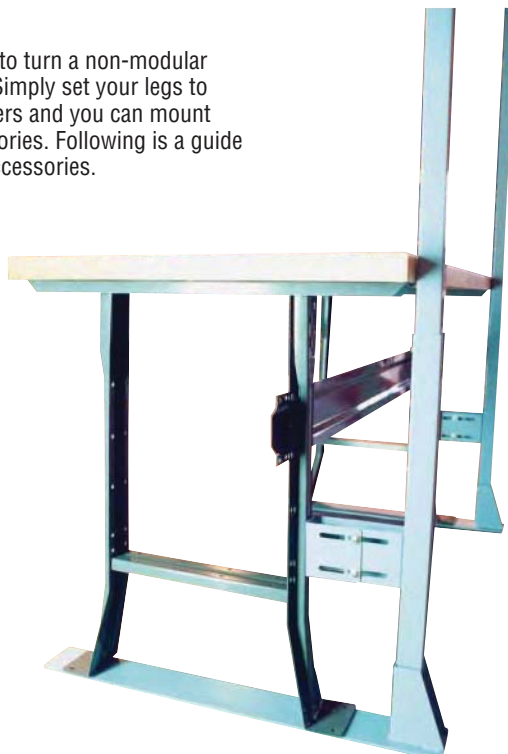 to turn a non-modular
Simply set your legs to
ers and you can mount
ories. Following is a guide
ccessories.